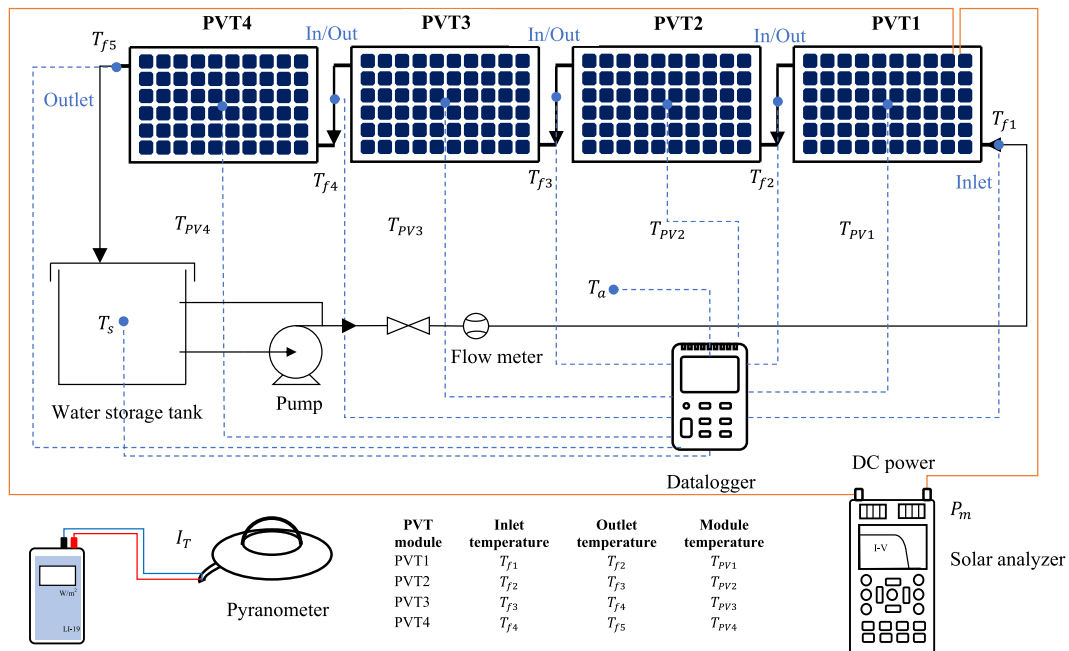 PVT4
PVT3
PVT2
PVT1
In/Out
In/Out
In/Out
T_f5
Outlet
T_f1
Inlet
T_f4
T_f3
T_f2
T_PV4
T_PV3
T_PV2
T_PV1
T_a
T_s
Flow meter
Pump
Water storage tank
Datalogger
DC power
P_m
I-V
Solar analyzer
I_T
W/m²
LI-19
Pyranometer
PVT module Inlet temperature Outlet temperature Module temperature
PVT1 T_f1 T_f2 T_PV1
PVT2 T_f2 T_f3 T_PV2
PVT3 T_f3 T_f4 T_PV3
PVT4 T_f4 T_f5 T_PV4